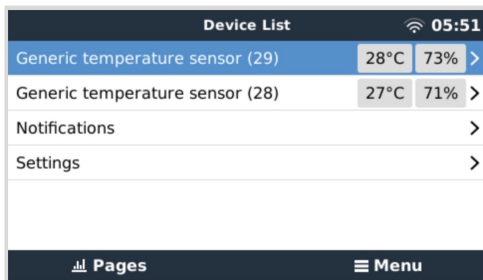 Device List 05:51
Generic temperature sensor (29) 28°C 73%
Generic temperature sensor (28) 27°C 71%
Notifications
Settings
Pages Menu